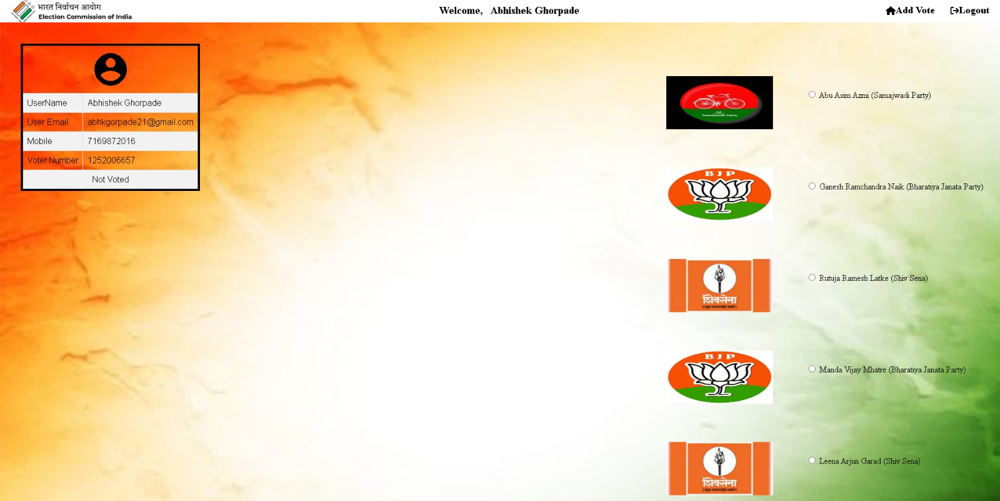 भारत निर्वाचन आयोग
Election Commission of India
Welcome, Abhishek Ghorpade
Add Vote Logout
UserName Abhishek Ghorpade
User Email abhkgorpade21@gmail.com
Mobile 7169872016
Voter Number 1252006657
Not Voted
SP
Samajwadi Party
Abu Asim Azmi (Samajwadi Party)
BJP
Ganesh Ramchandra Naik (Bharatiya Janata Party)
शिवसेना
Rutuja Ramesh Latke (Shiv Sena)
BJP
Manda Vijay Mhatre (Bharatiya Janata Party)
शिवसेना
Leena Arjun Garad (Shiv Sena)